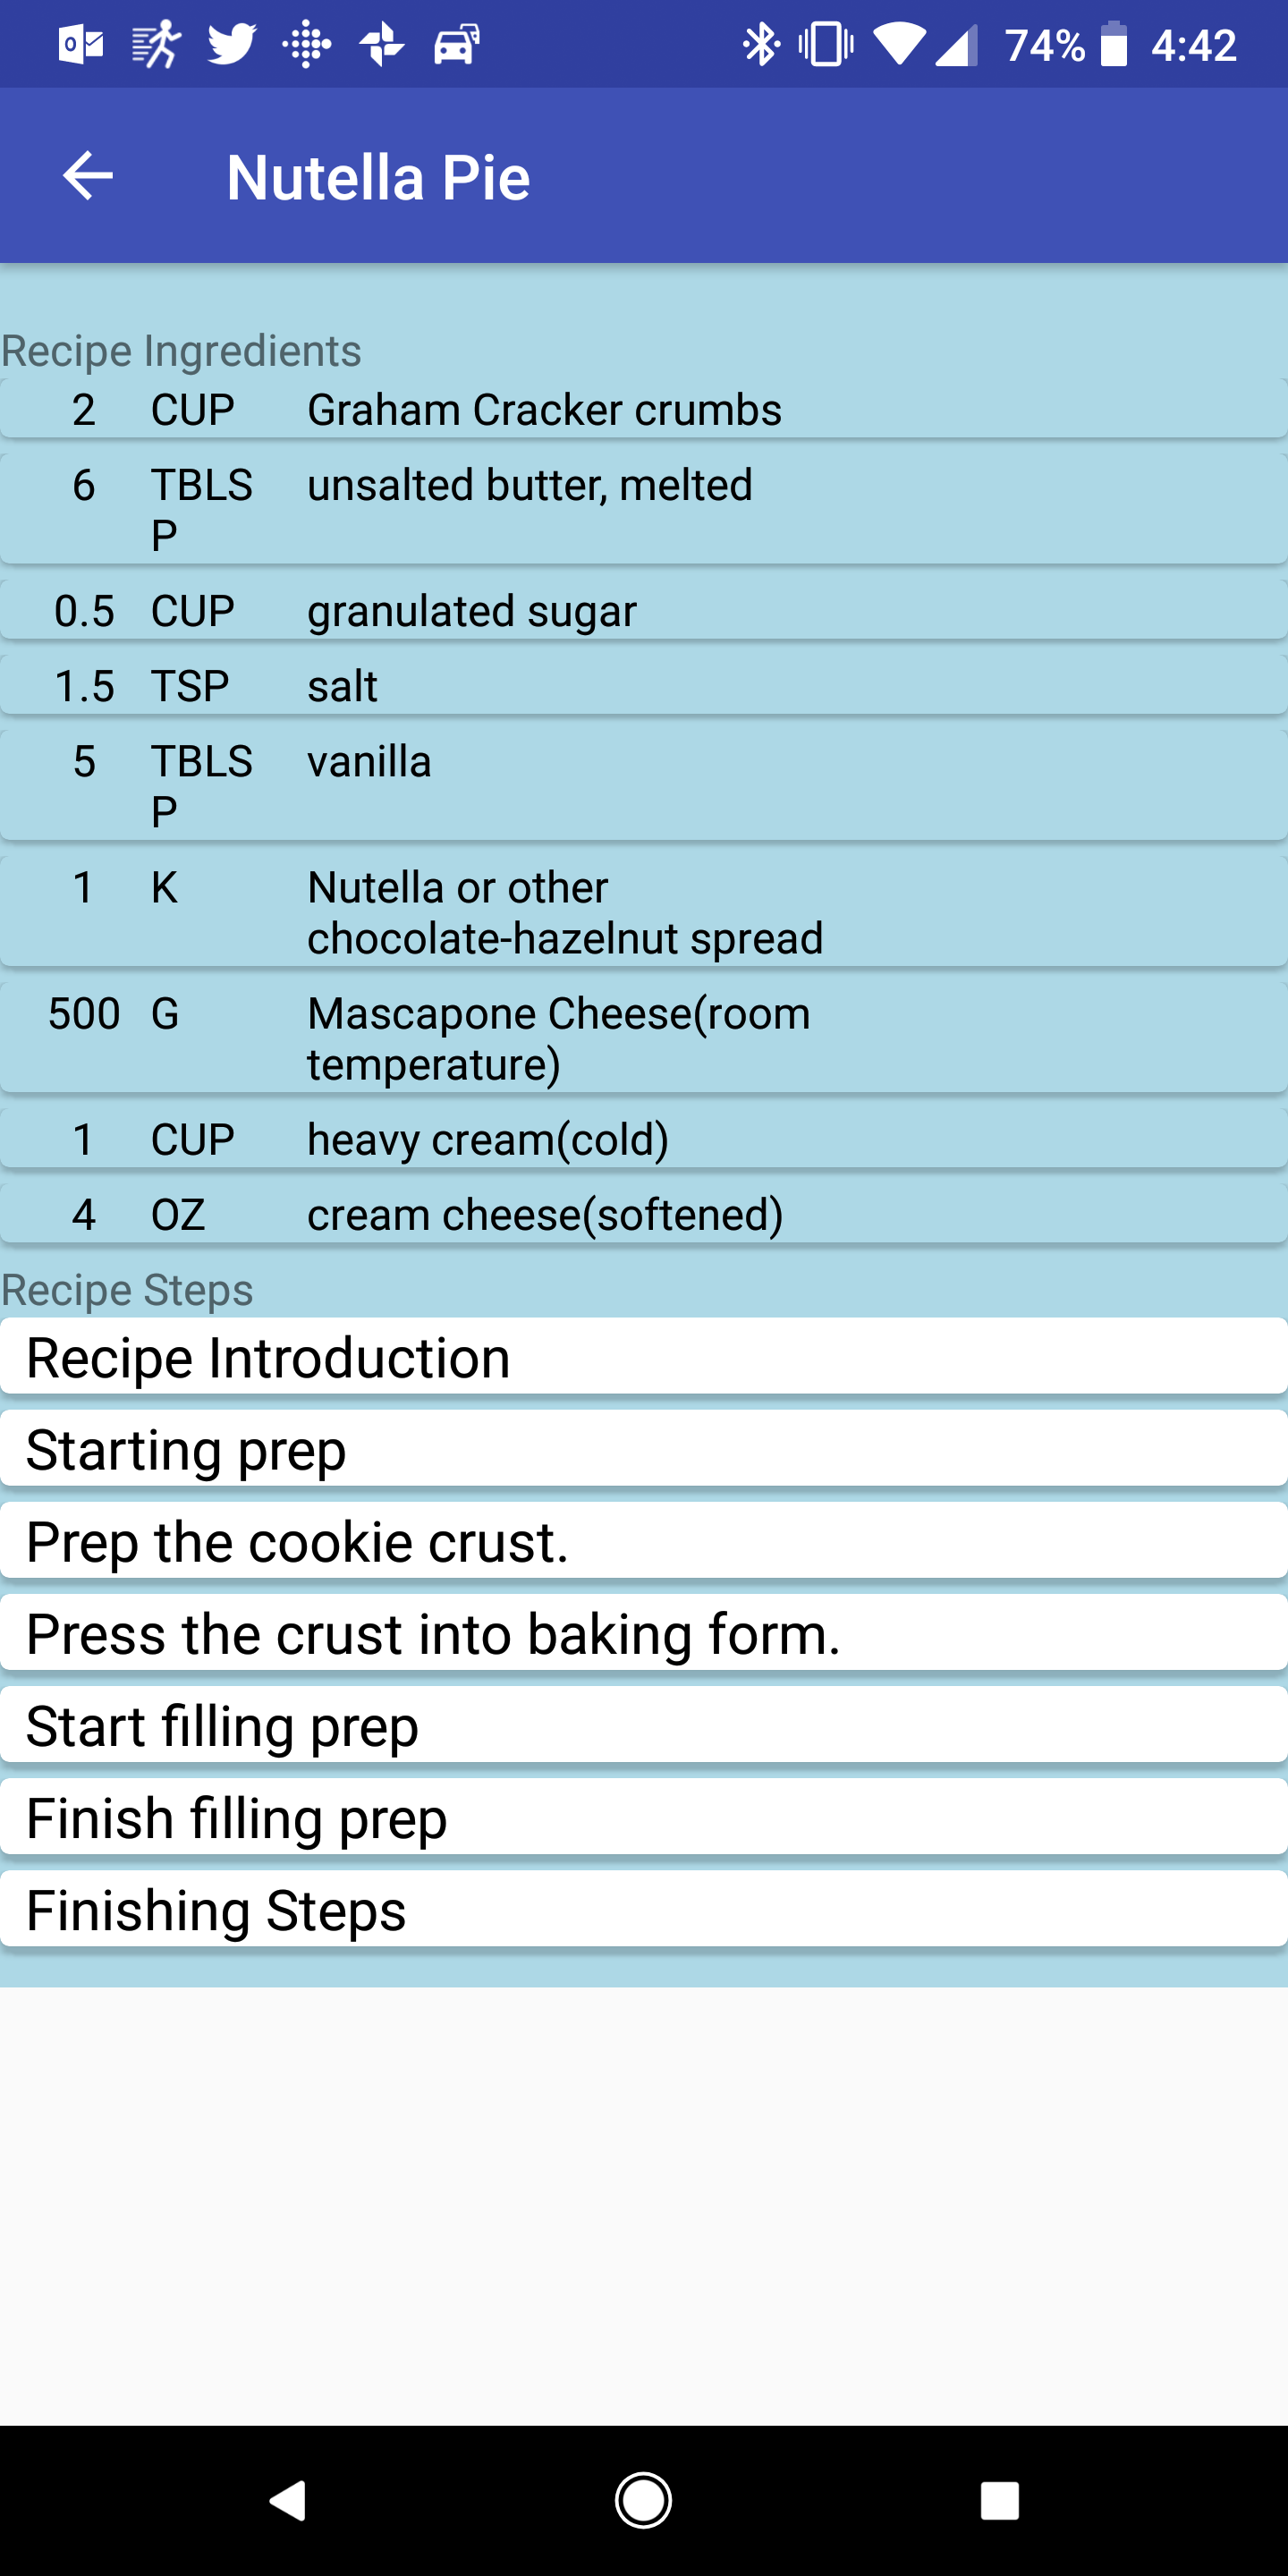 74% 4:42
Nutella Pie
Recipe Ingredients
2 CUP Graham Cracker crumbs
6 TBLS unsalted butter, melted
P
0.5 CUP granulated sugar
1.5 TSP salt
5 TBLS vanilla
P
1 K Nutella or other
chocolate-hazelnut spread
500 G Mascapone Cheese(room
temperature)
1 CUP heavy cream(cold)
4 OZ cream cheese(softened)
Recipe Steps
Recipe Introduction
Starting prep
Prep the cookie crust.
Press the crust into baking form.
Start filling prep
Finish filling prep
Finishing Steps